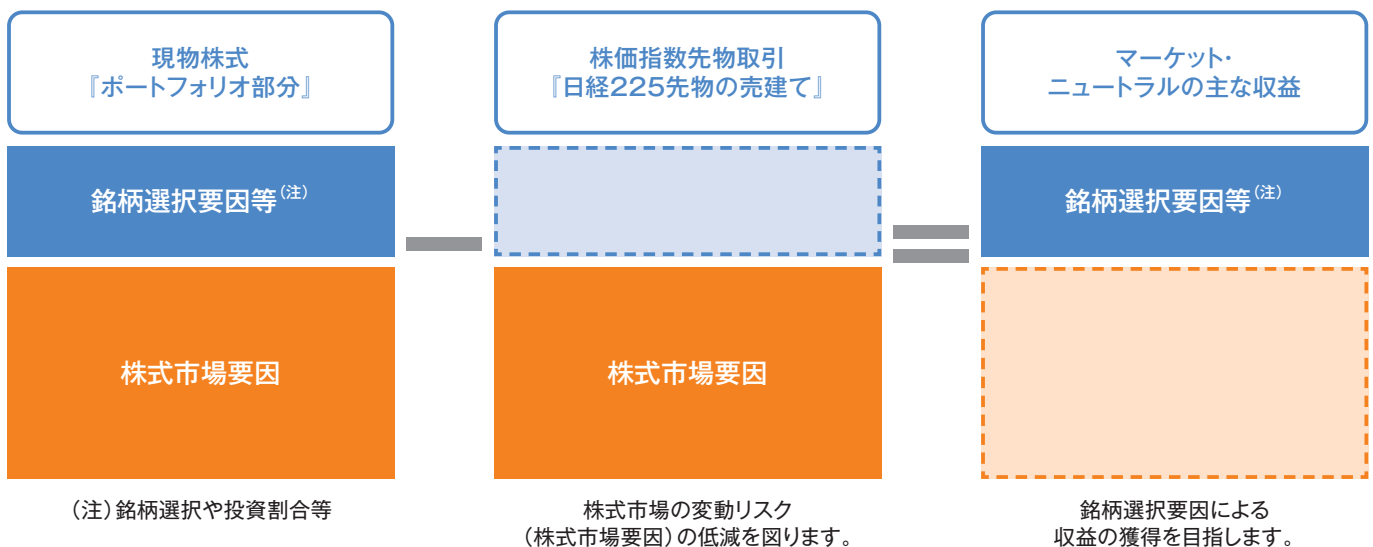 現物株式
『ポートフォリオ部分』
株価指数先物取引
『日経225先物の売建て』
マーケット・
ニュートラルの主な収益
銘柄選択要因等(注)
銘柄選択要因等(注)
株式市場要因
株式市場要因
(注)銘柄選択や投資割合等
株式市場の変動リスク
(株式市場要因)の低減を図ります。
銘柄選択要因による
収益の獲得を目指します。